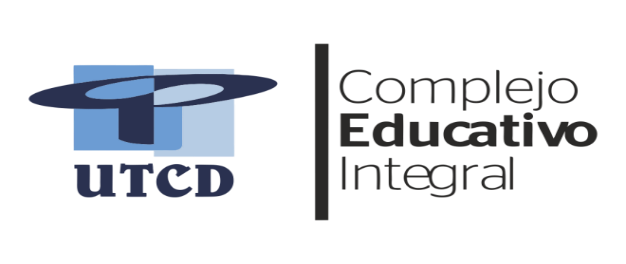 UTCD
Complejo
Educativo
Integral